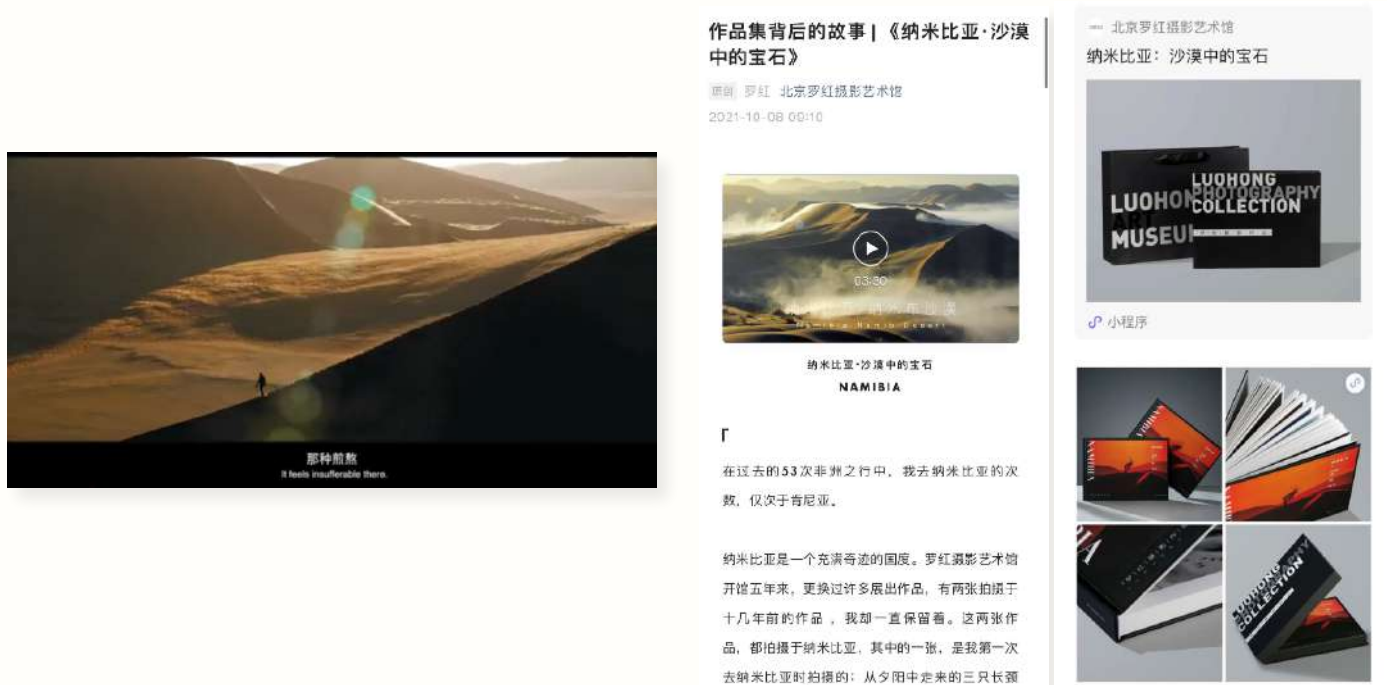 那种煎熬
It feels insufferable there.
作品集背后的故事 | 《纳米比亚·沙漠
中的宝石》
原创 罗红 北京罗红摄影艺术馆
2021-10-08 09:10
03:30
Namibia Namib Desert
纳米比亚·沙漠中的宝石
NAMIBIA
「
在过去的53次非洲之行中，我去纳米比亚的次
数，仅次于肯尼亚。
纳米比亚是一个充满奇迹的国度。罗红摄影艺术馆
开馆五年来，更换过许多展出作品，有两张拍摄于
十几年前的作品，我却一直保留着。这两张作
品，都拍摄于纳米比亚，其中的一张，是我第一次
去纳米比亚时拍摄的：从夕阳中走来的三只长颈
北京罗红摄影艺术馆
纳米比亚：沙漠中的宝石
LUOHONG
ART
MUSEUM
LUOHONG
PHOTOGRAPHY
COLLECTION
小程序
NAMIBIA
NAMIBIA
NAMIBIA
LUOHONG
PHOTOGRAPHY
COLLECTION